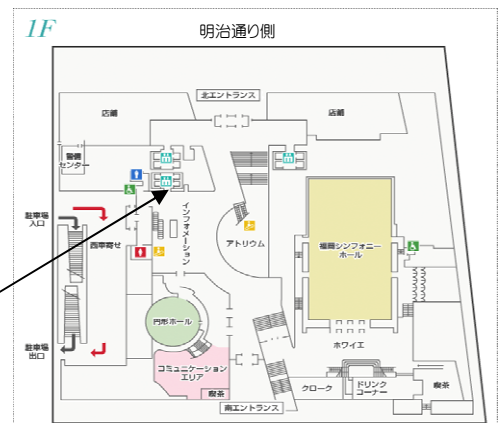 1F
明治通り側
北エントランス
店舗
店舗
警備
センター
駐車場
入口
西車寄せ
インフォメーション
アトリウム
福岡シンフォニー
ホール
円形ホール
駐車場
出口
ホワイエ
コミュニケーション
エリア
喫茶
クローク
ドリンク
コーナー
喫茶
南エントランス